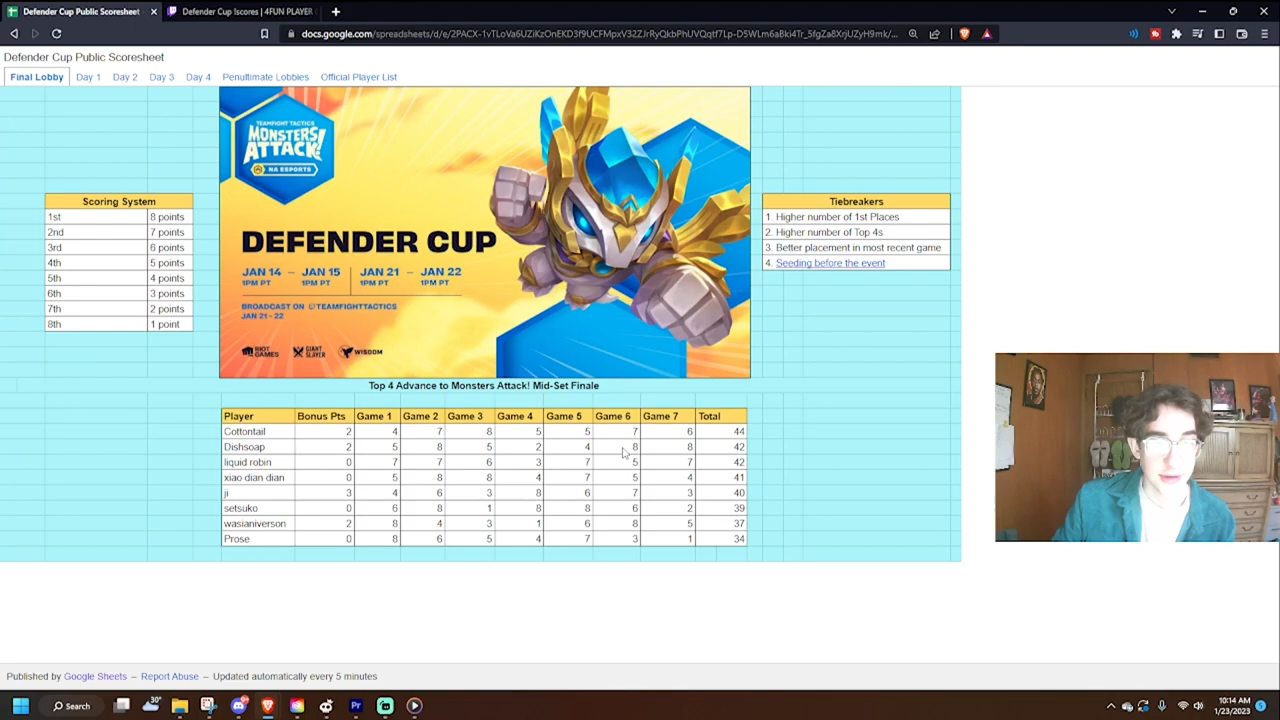 Defender Cup Public Scoresheet
Defender Cup !scores | 4FUN PLAYER
docs.google.com/spreadsheets/d/e/2PACX-1vTLoVa6UZiKzOnEKD3f9UCFMpxV32ZJrRyQkbPhUVQqtf7Lp-D5WLm6aBki4Tr_5fgZa8XrjUZyH9mk/...
Defender Cup Public Scoresheet
Final Lobby Day 1 Day 2 Day 3 Day 4 Penultimate Lobbies Official Player List
TEAMFIGHT TACTICS
MONSTERS
ATTACK!
NA ESPORTS
DEFENDER CUP
JAN 14 – JAN 15 | JAN 21 – JAN 22
1PM PT 1PM PT 1PM PT 1PM PT
BROADCAST ON @TEAMFIGHTTACTICS
JAN 21 - 22
RIOT GAMES GIANT SLAYER WISDOM
Scoring System
1st 8 points
2nd 7 points
3rd 6 points
4th 5 points
5th 4 points
6th 3 points
7th 2 points
8th 1 point
Tiebreakers
1. Higher number of 1st Places
2. Higher number of Top 4s
3. Better placement in most recent game
4. Seeding before the event
Top 4 Advance to Monsters Attack! Mid-Set Finale
Player Bonus Pts Game 1 Game 2 Game 3 Game 4 Game 5 Game 6 Game 7 Total
Cottontail 2 4 7 8 5 5 7 6 44
Dishsoap 2 5 8 5 2 4 8 8 42
liquid robin 0 7 7 6 3 7 5 7 42
xiao dian dian 0 5 8 8 4 7 5 4 41
ji 3 4 6 3 8 6 7 3 40
setsuko 0 6 8 1 8 8 6 2 39
wasianiverson 2 8 4 3 1 6 8 5 37
Prose 0 8 6 5 4 7 3 1 34
Published by Google Sheets – Report Abuse – Updated automatically every 5 minutes
Search
30°
10:14 AM
1/23/2023